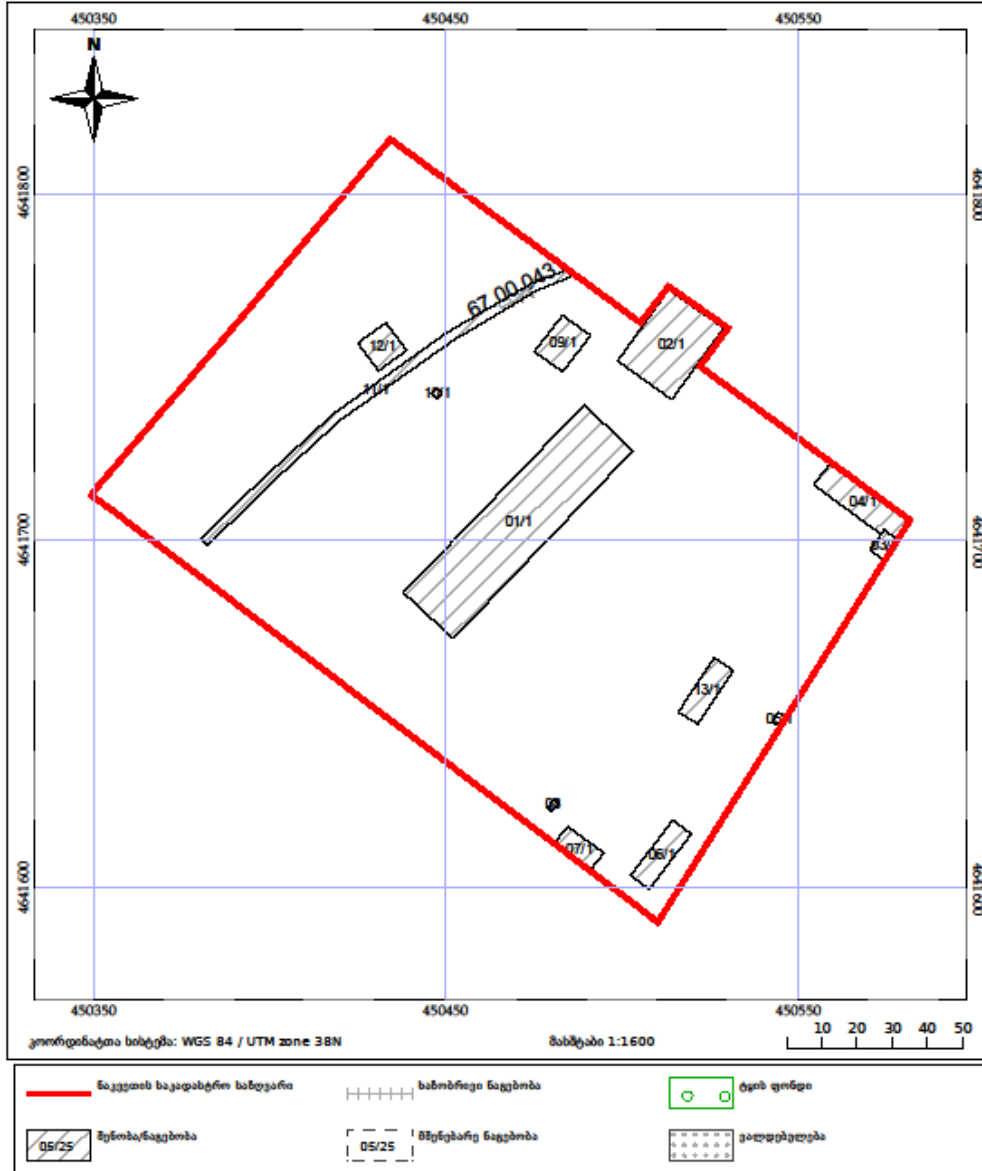 450350 450450 450550
N
4641800 4641800
67.00.043
12/1
09/1
02/1
11/1
10/1
01/1
04/1
03/
4641700 4641700
13/1
05/1
07/1
06/1
4641600 4641600
450350 450450 450550
კოორდინატთა სისტემა: WGS 84 / UTM zone 38N
მასშტაბი 1:1600
10 20 30 40 50
ნაკვეთის საკადასტრო საზღვარი
ხაზობრივი ნაგებობა
ტყის ფონდი
05/25 შენობა/ნაგებობა
05/25 მშენებარე ნაგებობა
ვალდებულება